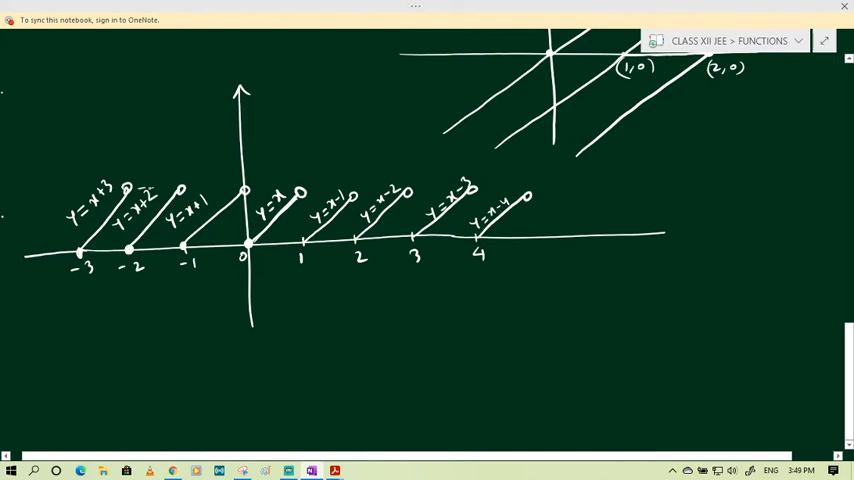 ...
To sync this notebook, sign in to OneNote.
CLASS XII JEE > FUNCTIONS
(1,0) (2,0)
y=x+3 y=x+2 y=x+1 y=x y=x-1 y=x-2 y=x-3 y=x-4
-3 -2 -1 0 1 2 3 4
ENG 3:49 PM